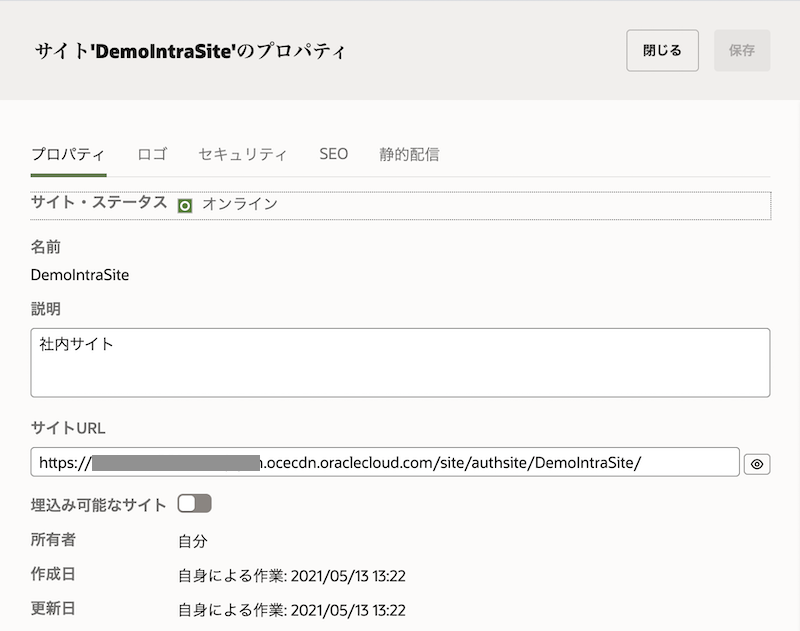 サイト'DemoIntraSite'のプロパティ 閉じる 保存
プロパティ ロゴ セキュリティ SEO 静的配信
サイト・ステータス オンライン
名前
DemoIntraSite
説明
社内サイト
サイトURL
https:// .ocecdn.oraclecloud.com/site/authsite/DemoIntraSite/
埋込み可能なサイト
所有者 自分
作成日 自身による作業: 2021/05/13 13:22
更新日 自身による作業: 2021/05/13 13:22